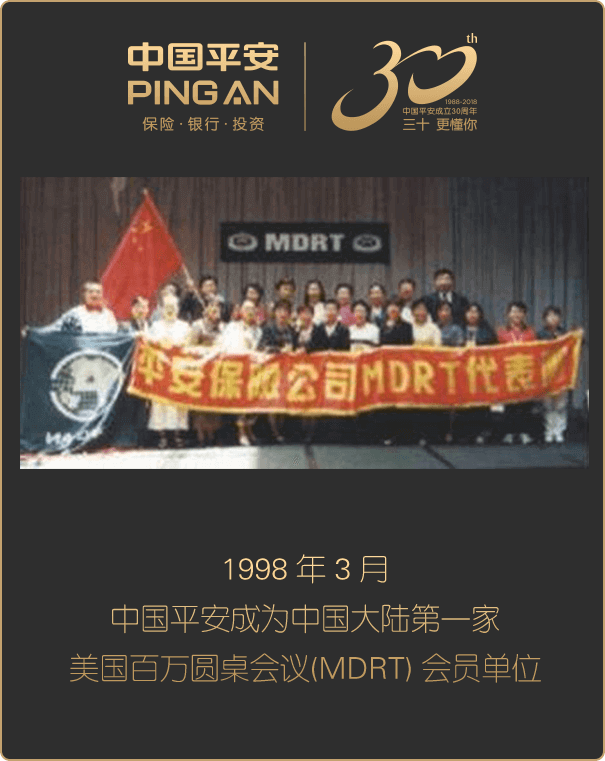 中国平安
PING AN
保险·银行·投资
30th
1988-2018
中国平安成立30周年
三十 更懂你
MDRT
平安保险公司MDRT代表
1998 年 3 月
中国平安成为中国大陆第一家
美国百万圆桌会议(MDRT) 会员单位